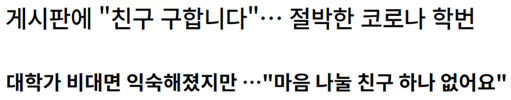 게시판에 "친구 구합니다"… 절박한 코로나 학번
대학가 비대면 익숙해졌지만 …"마음 나눌 친구 하나 없어요"